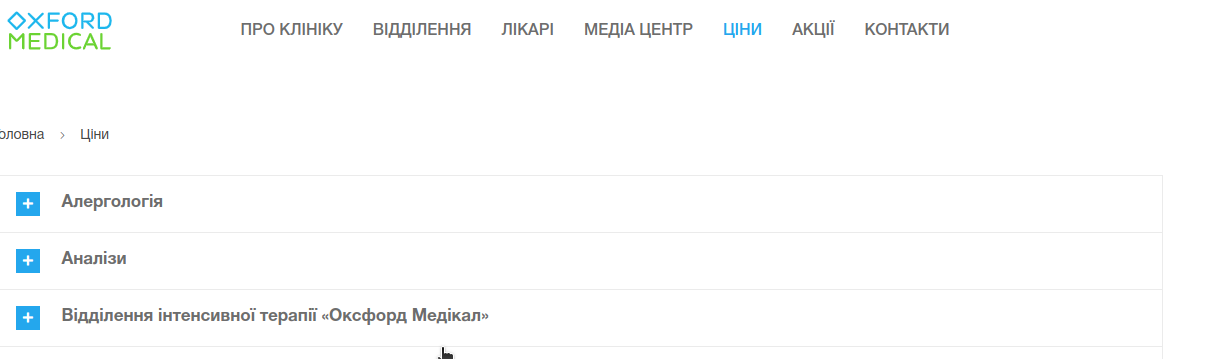 OXFORD
MEDICAL
ПРО КЛІНІКУ ВІДДІЛЕННЯ ЛІКАРІ МЕДІА ЦЕНТР ЦІНИ АКЦІЇ КОНТАКТИ
оловна › Ціни
Алергологія
Аналізи
Відділення інтенсивної терапії «Оксфорд Медікал»